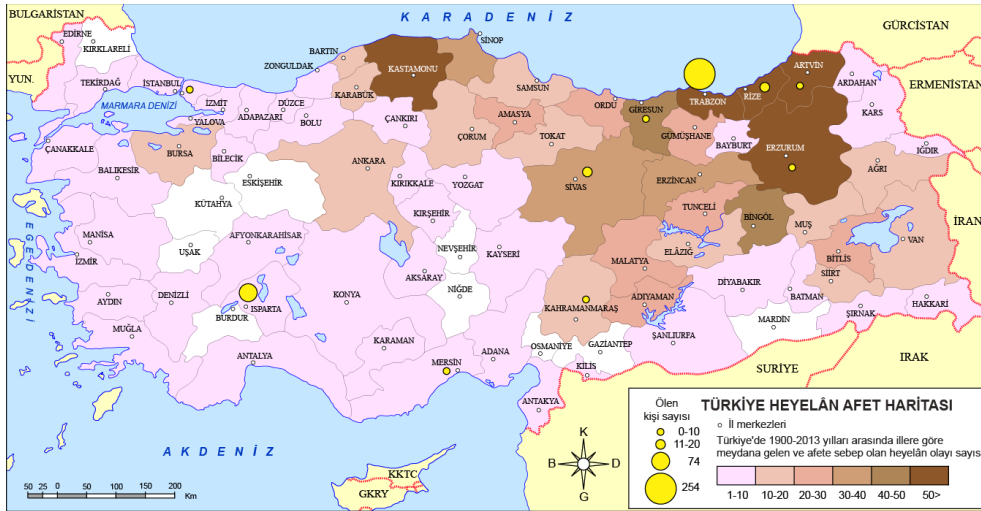 BULGARİSTAN
KARADENİZ
GÜRCİSTAN
EDİRNE
KIRKLARELİ
SİNOP
BARTIN
ZONGULDAK
KASTAMONU
ARTVİN
ARDAHAN
YUN.
TEKİRDAĞ
İSTANBUL
KARABÜK
SAMSUN
TRABZON
RİZE
ERMENİSTAN
MARMARA DENİZİ
İZMİT
DÜZCE
ORDU
GİRESUN
KARS
YALOVA
ADAPAZARI
BOLU
ÇANKIRI
AMASYA
GÜMÜŞHANE
BAYBURT
ÇANAKKALE
BURSA
BİLECİK
ÇORUM
TOKAT
ERZURUM
IĞDIR
BALIKESİR
ESKİŞEHİR
ANKARA
KIRIKKALE
YOZGAT
SİVAS
ERZİNCAN
AĞRI
KÜTAHYA
KIRŞEHİR
TUNCELİ
BİNGÖL
MUŞ
İRAN
EGE DENİZİ
MANİSA
UŞAK
AFYONKARAHİSAR
NEVŞEHİR
KAYSERİ
ELÂZIĞ
VAN
İZMİR
AKSARAY
MALATYA
BİTLİS
SİİRT
AYDIN
DENİZLİ
ISPARTA
KONYA
NİĞDE
KAHRAMANMARAŞ
ADIYAMAN
DİYABAKIR
BATMAN
HAKKARİ
BURDUR
MARDİN
ŞIRNAK
MUĞLA
KARAMAN
OSMANİYE
GAZİANTEP
ŞANLIURFA
ANTALYA
MERSİN
ADANA
KİLİS
SURİYE
IRAK
ANTAKYA
AKDENİZ
KKTC
GKRY
K
B
D
G
50 25 0 50 100 150 200
Km
Ölen
kişi sayısı
0-10
11-20
74
254
TÜRKİYE HEYELÂN AFET HARİTASI
İl merkezleri
Türkiye'de 1900-2013 yılları arasında illere göre
meydana gelen ve afete sebep olan heyelân olayı sayısı
1-10 10-20 20-30 30-40 40-50 50>